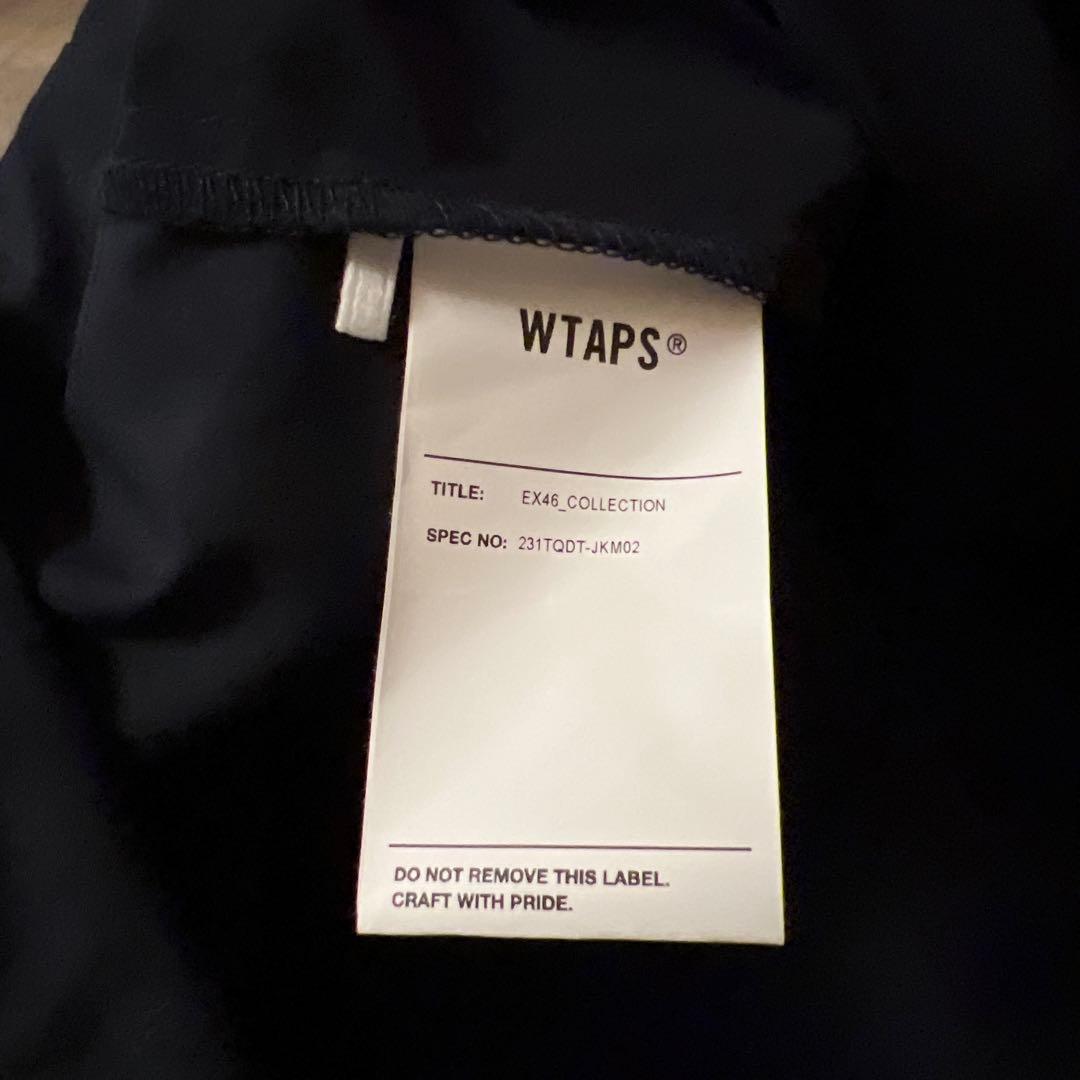 WTAPS®
TITLE: EX46_COLLECTION
SPEC NO: 231TQDT-JKM02
DO NOT REMOVE THIS LABEL.
CRAFT WITH PRIDE.